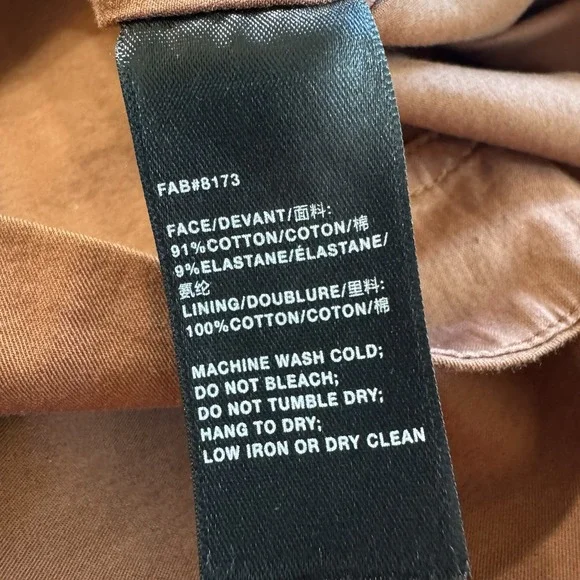 FAB#8173
FACE/DEVANT/面料:
91%COTTON/COTON/棉
9%ELASTANE/ÉLASTANE/
氨纶
LINING/DOUBLURE/里料:
100%COTTON/COTON/棉
MACHINE WASH COLD;
DO NOT BLEACH;
DO NOT TUMBLE DRY;
HANG TO DRY;
LOW IRON OR DRY CLEAN